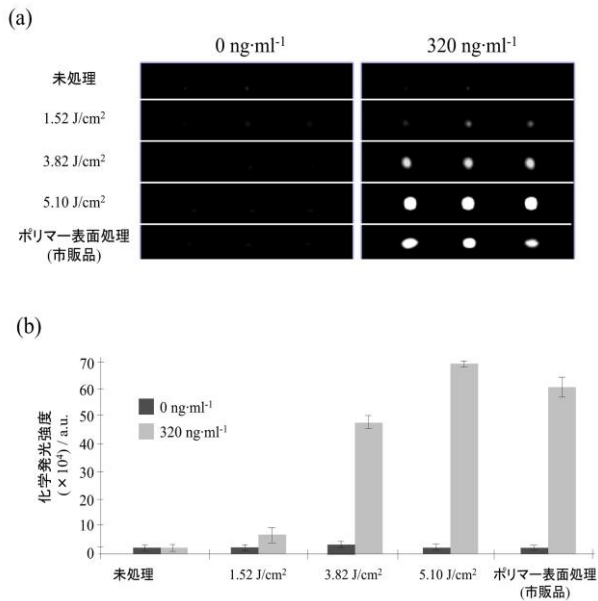 (a)
0 ng·ml-1
320 ng·ml-1
未処理
1.52 J/cm2
3.82 J/cm2
5.10 J/cm2
ポリマー表面処理
(市販品)
(b)
化学発光強度
(×10⁴) / a.u.
70
60
50
40
30
20
10
0
0 ng·ml-1
320 ng·ml-1
未処理
1.52 J/cm2
3.82 J/cm2
5.10 J/cm2
ポリマー表面処理
(市販品)